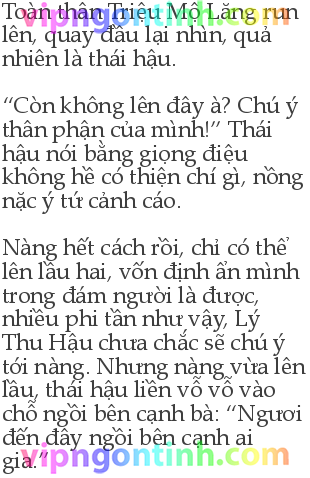 Toàn thân Triệu Mộ Lăng run
vipngontinh.com
lên, quay đầu lại nhìn, quả
nhiên là thái hậu.
“Còn không lên đây à? Chú ý
thân phận của mình!” Thái
hậu nói bằng giọng điệu
không hề có thiện chí gì, nồng
nặc ý tứ cảnh cáo.
Nàng hết cách rồi, chỉ có thể
lên lầu hai, vốn định ẩn mình
trong đám người là được,
nhiều phi tần như vậy, Lý
Thu Hậu chưa chắc sẽ chú ý
tới nàng. Nhưng nàng vừa lên
lầu, thái hậu liền vỗ vỗ vào
chỗ ngồi bên cạnh bà: “Ngươi
đến đây ngồi bên cạnh ai
gia.”
vipngontinh.com